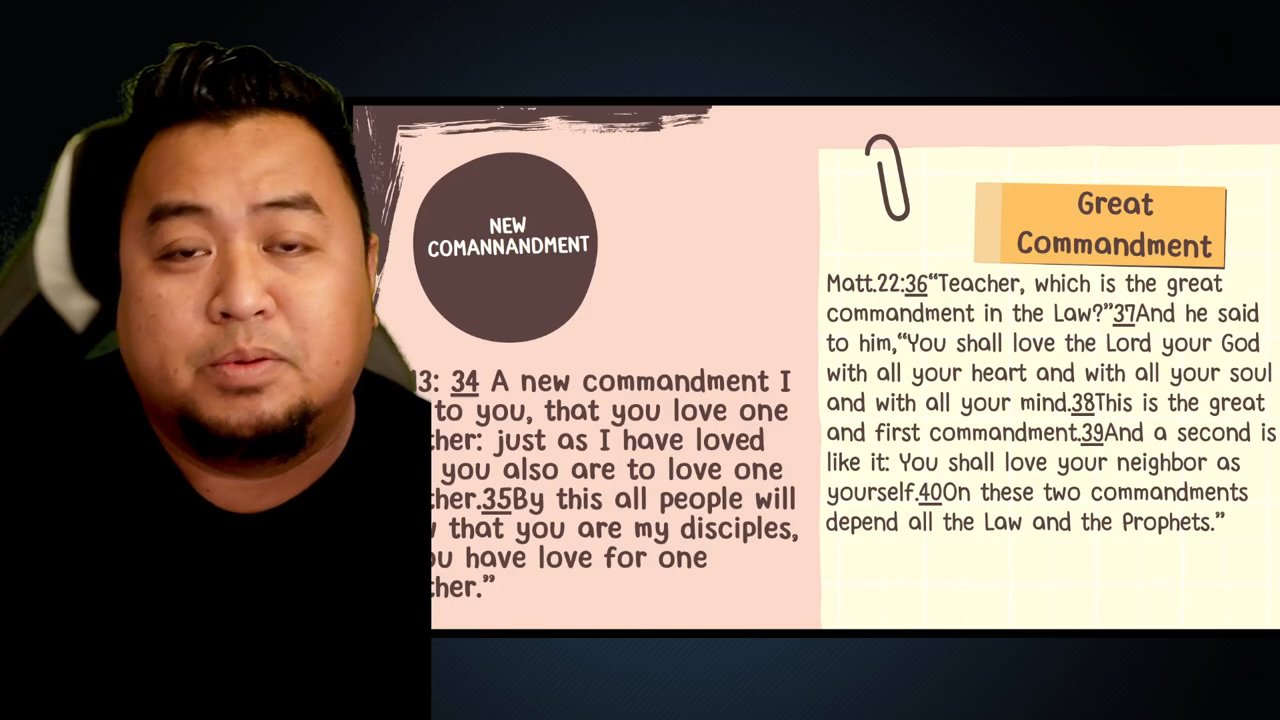 NEW
COMANNANDMENT
3: 34 A new commandment I
to you, that you love one
ther: just as I have loved
you also are to love one
ther.35By this all people will
that you are my disciples,
ou have love for one
ther.”
Great
Commandment
Matt.22:36“Teacher, which is the great
commandment in the Law?”37And he said
to him,“You shall love the Lord your God
with all your heart and with all your soul
and with all your mind.38This is the great
and first commandment.39And a second is
like it: You shall love your neighbor as
yourself.40On these two commandments
depend all the Law and the Prophets.”